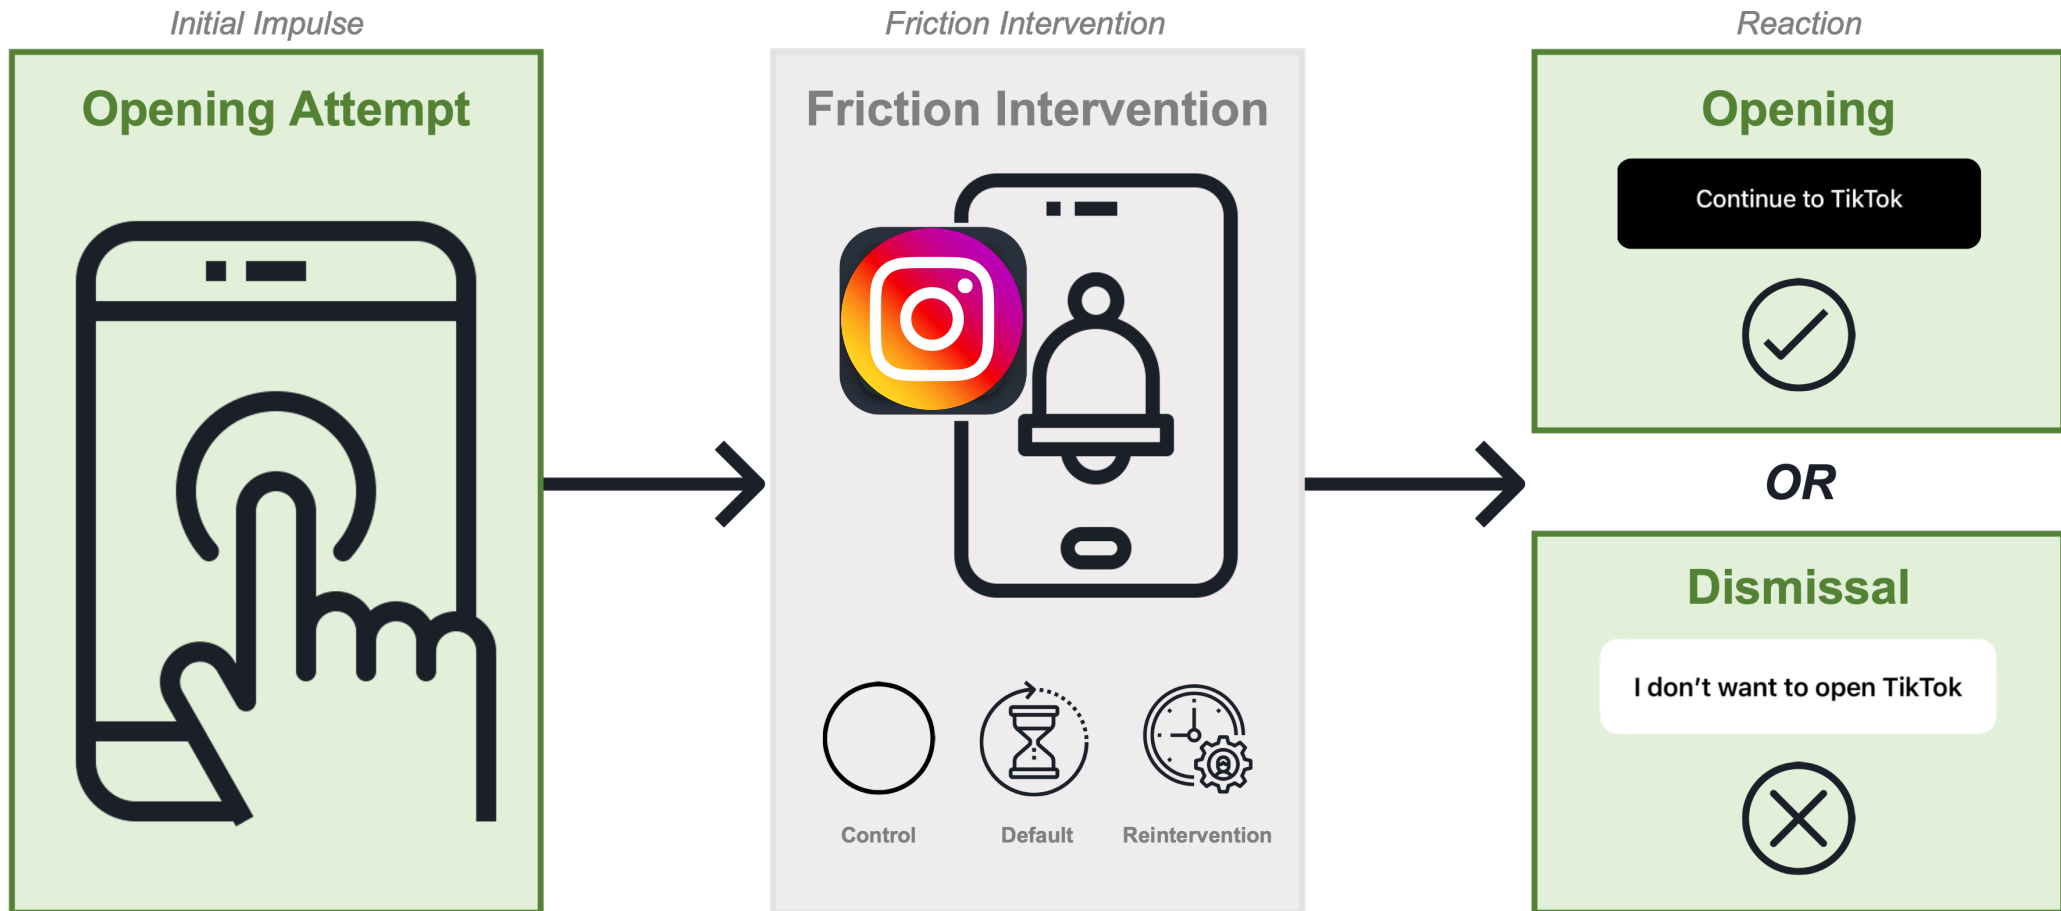 Initial Impulse
Friction Intervention
Reaction
Opening Attempt
Friction Intervention
Opening
Continue to TikTok
OR
Dismissal
I don’t want to open TikTok
Control
Default
Reintervention